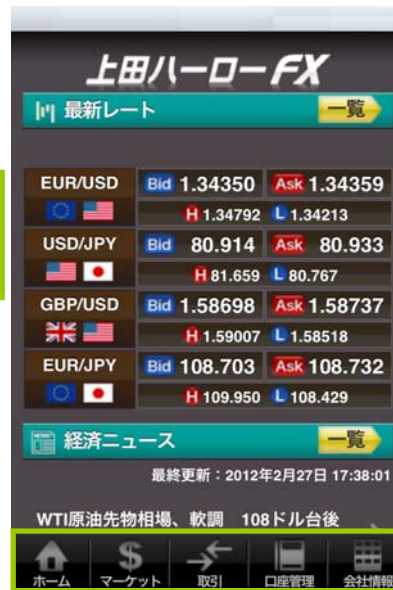 上田ハーローFX
最新レート 一覧
EUR/USD Bid 1.34350 Ask 1.34359
H 1.34792 L 1.34213
USD/JPY Bid 80.914 Ask 80.933
H 81.659 L 80.767
GBP/USD Bid 1.58698 Ask 1.58737
H 1.59007 L 1.58518
EUR/JPY Bid 108.703 Ask 108.732
H 109.950 L 108.429
経済ニュース 一覧
最終更新：2012年2月27日 17:38:01
WTI原油先物相場、軟調 108ドル台後
ホーム マーケット 取引 口座管理 会社情報